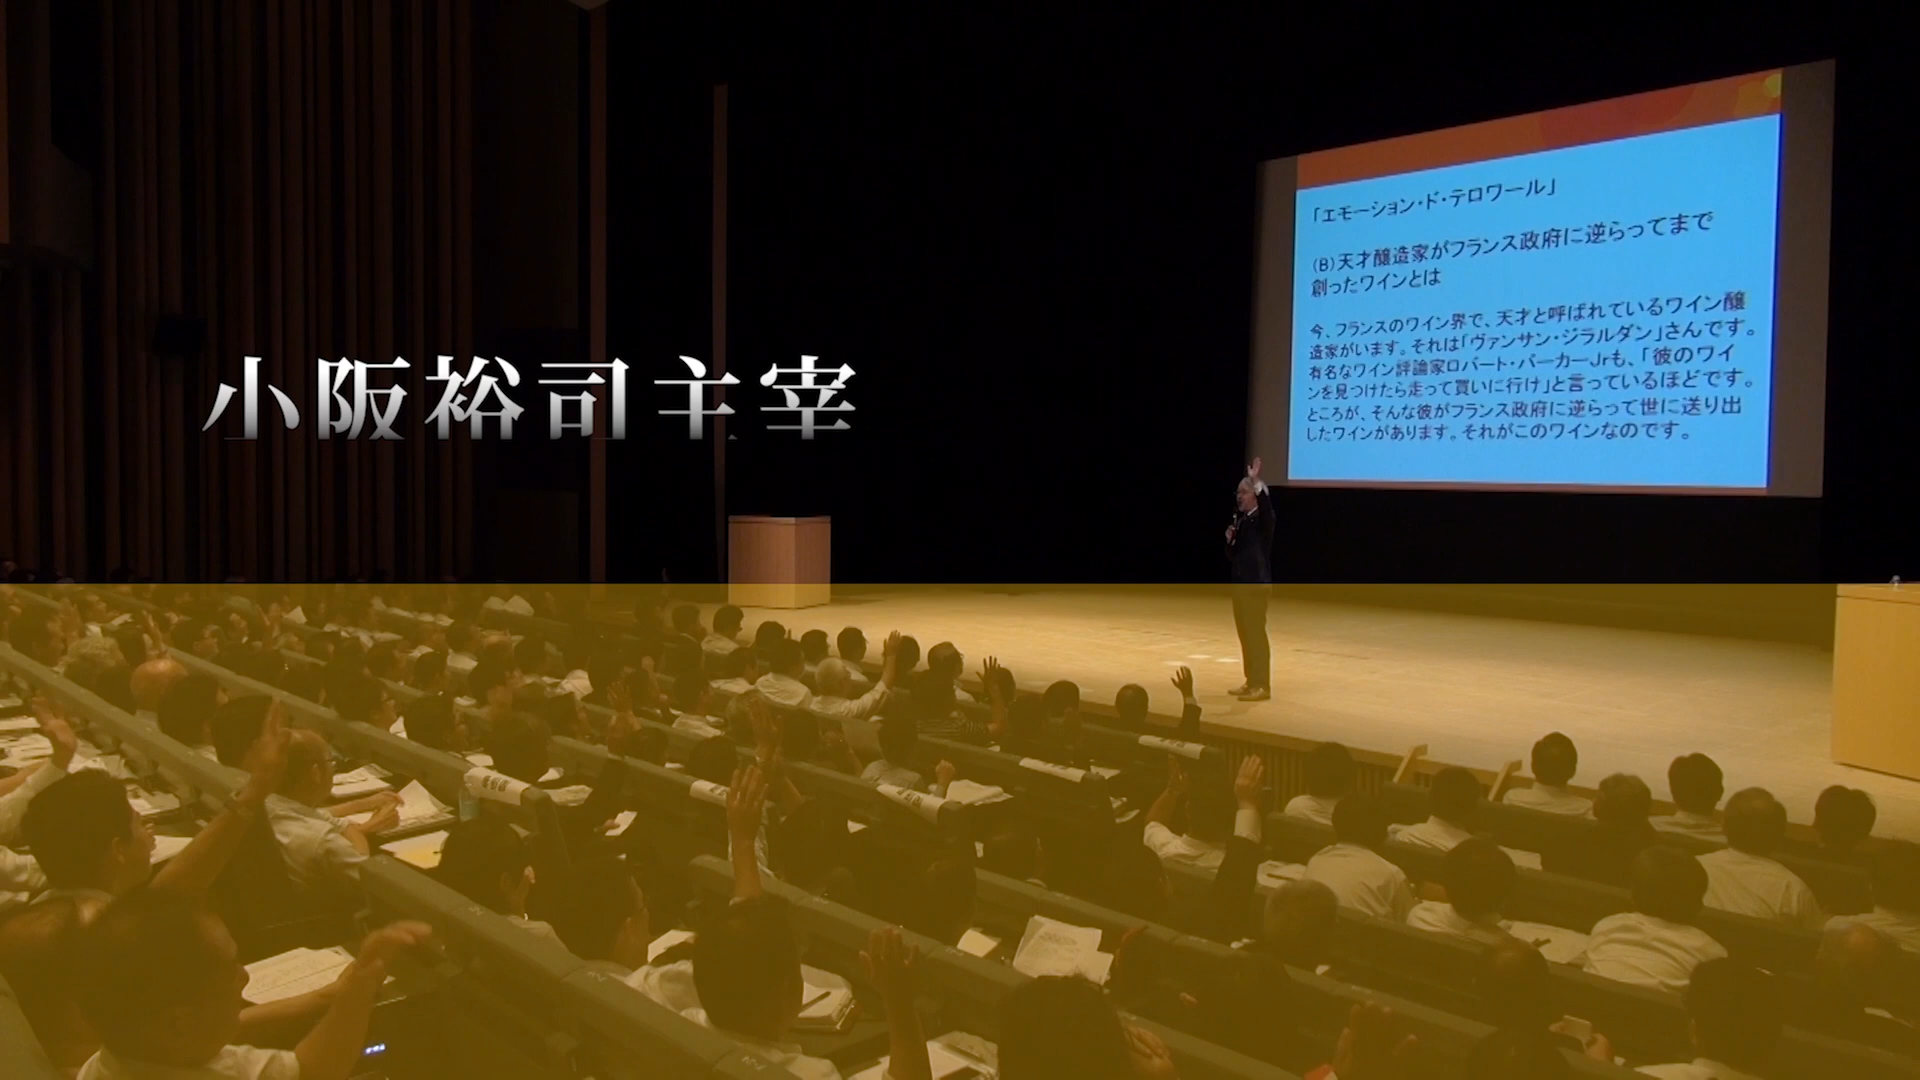 小阪裕司主宰
「エモーション・ド・テロワール」
(B)天才醸造家がフランス政府に逆らってまで
創ったワインとは
今、フランスのワイン界で、天才と呼ばれているワイン醸
造家がいます。それは「ヴァンサン・ジラルダン」さんです。
有名なワイン評論家ロバート・パーカーJrも、「彼のワイ
ンを見つけたら走って買いに行け」と言っているほどです。
ところが、そんな彼がフランス政府に逆らって世に送り出
したワインがあります。それがこのワインなのです。